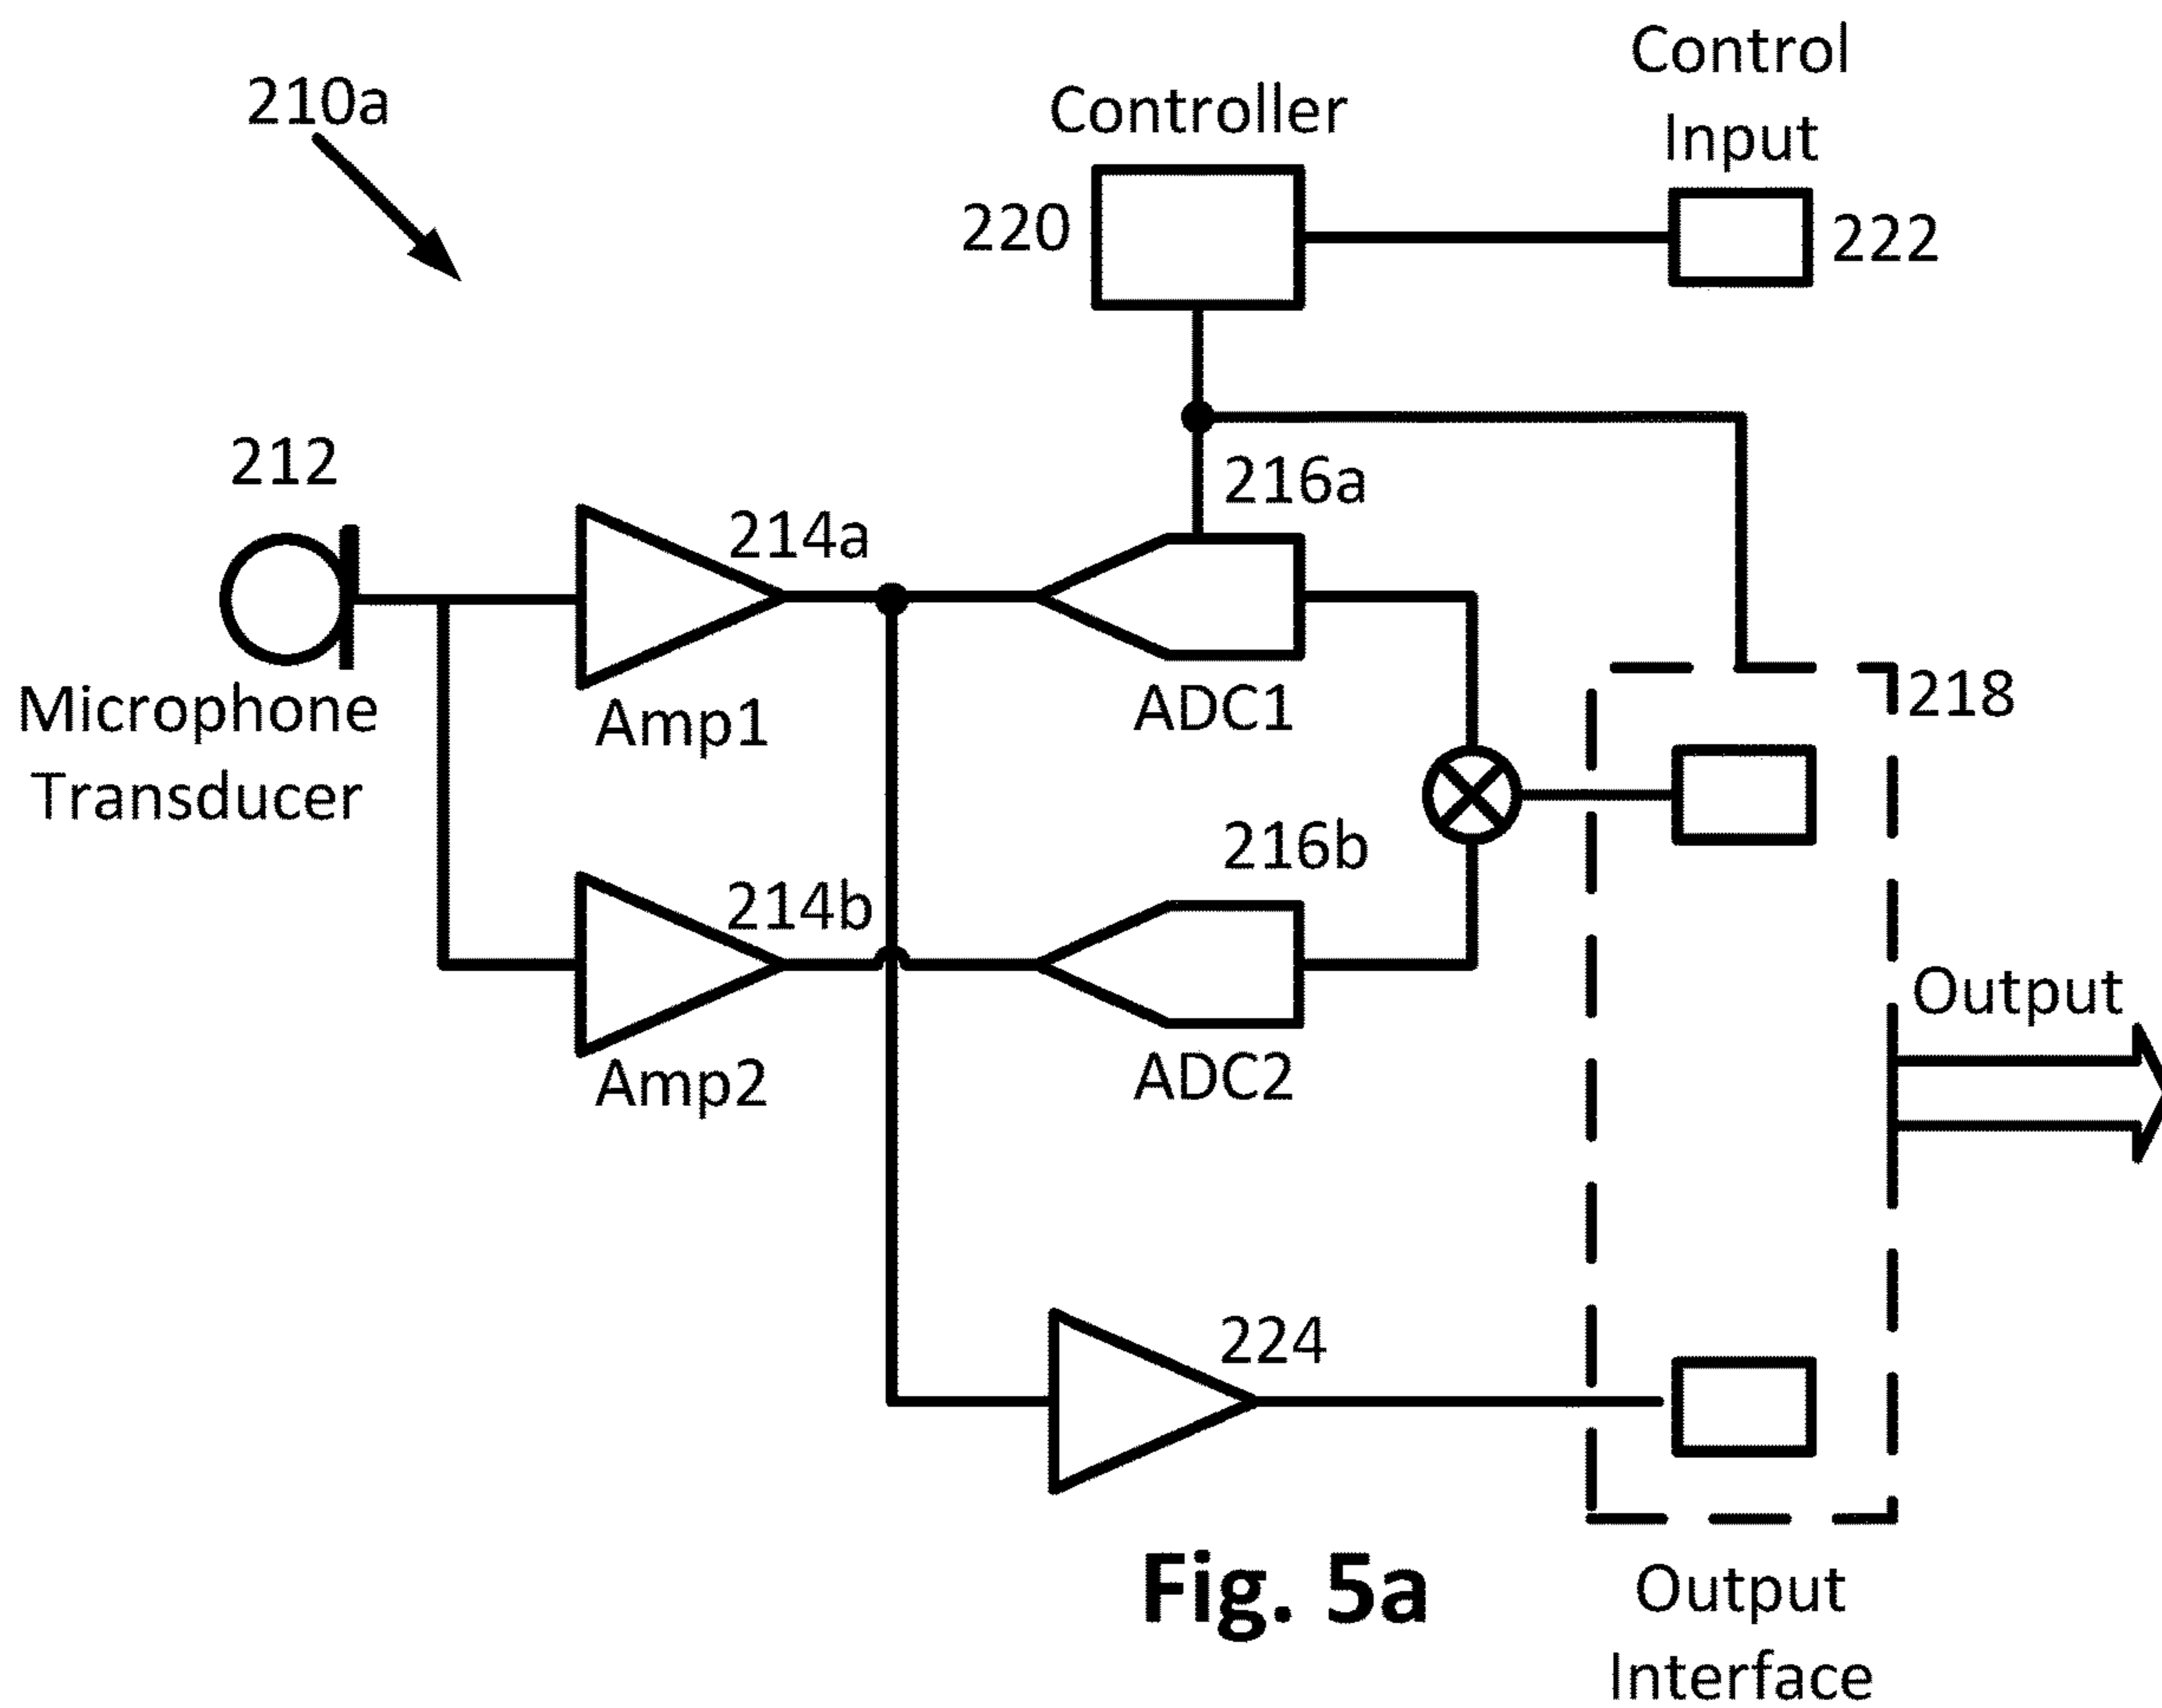 210a
Controller
Control
Input
220
222
212
214a
216a
Microphone
Transducer
Amp1
ADC1
218
214b
216b
Amp2
ADC2
Output
224
Fig. 5a
Output
Interface